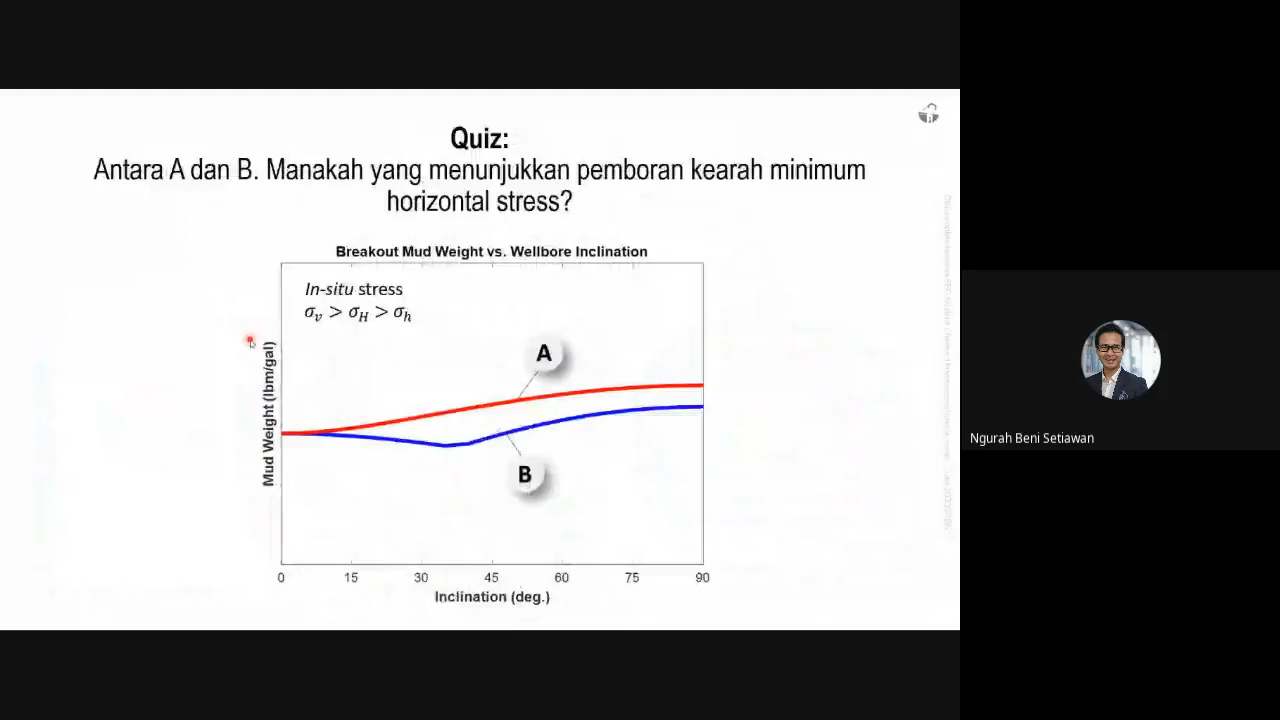 Quiz:
Antara A dan B. Manakah yang menunjukkan pemboran kearah minimum
horizontal stress?
Breakout Mud Weight vs. Wellbore Inclination
In-situ stress
σv > σH > σh
A
B
Mud Weight (lbm/gal)
0 15 30 45 60 75 90
Inclination (deg.)
Ngurah Beni Setiawan